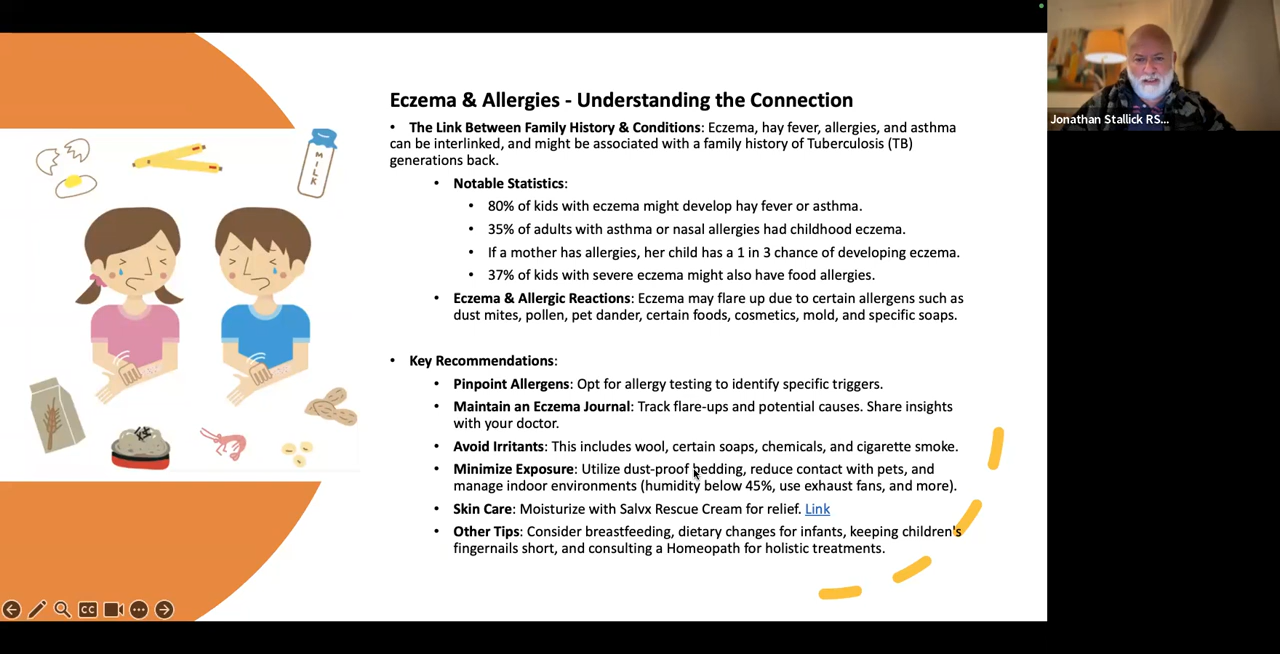 Eczema & Allergies - Understanding the Connection
• The Link Between Family History & Conditions: Eczema, hay fever, allergies, and asthma
can be interlinked, and might be associated with a family history of Tuberculosis (TB)
generations back.
• Notable Statistics:
• 80% of kids with eczema might develop hay fever or asthma.
• 35% of adults with asthma or nasal allergies had childhood eczema.
• If a mother has allergies, her child has a 1 in 3 chance of developing eczema.
• 37% of kids with severe eczema might also have food allergies.
• Eczema & Allergic Reactions: Eczema may flare up due to certain allergens such as
dust mites, pollen, pet dander, certain foods, cosmetics, mold, and specific soaps.
• Key Recommendations:
• Pinpoint Allergens: Opt for allergy testing to identify specific triggers.
• Maintain an Eczema Journal: Track flare-ups and potential causes. Share insights
with your doctor.
• Avoid Irritants: This includes wool, certain soaps, chemicals, and cigarette smoke.
• Minimize Exposure: Utilize dust-proof bedding, reduce contact with pets, and
manage indoor environments (humidity below 45%, use exhaust fans, and more).
• Skin Care: Moisturize with Salvx Rescue Cream for relief. Link
• Other Tips: Consider breastfeeding, dietary changes for infants, keeping children's
fingernails short, and consulting a Homeopath for holistic treatments.
MILK
CC
Jonathan Stallick RS...